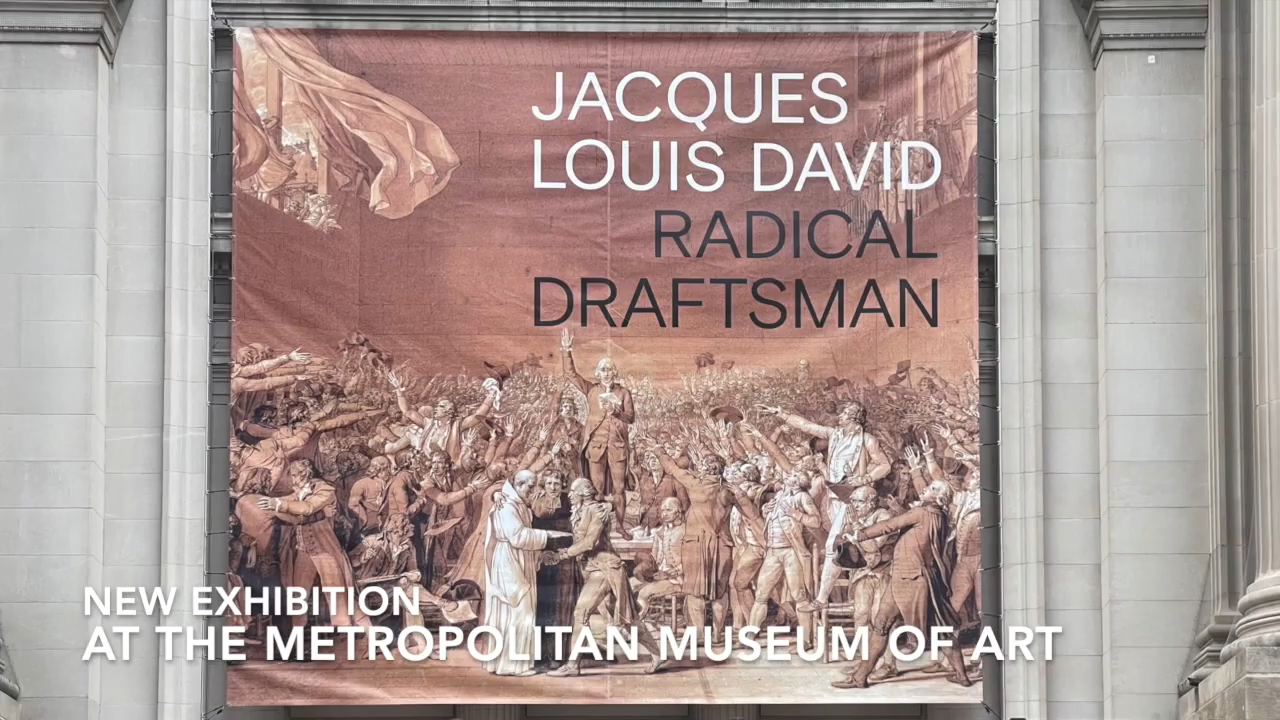 JACQUES
LOUIS DAVID
RADICAL
DRAFTSMAN
NEW EXHIBITION
AT THE METROPOLITAN MUSEUM OF ART